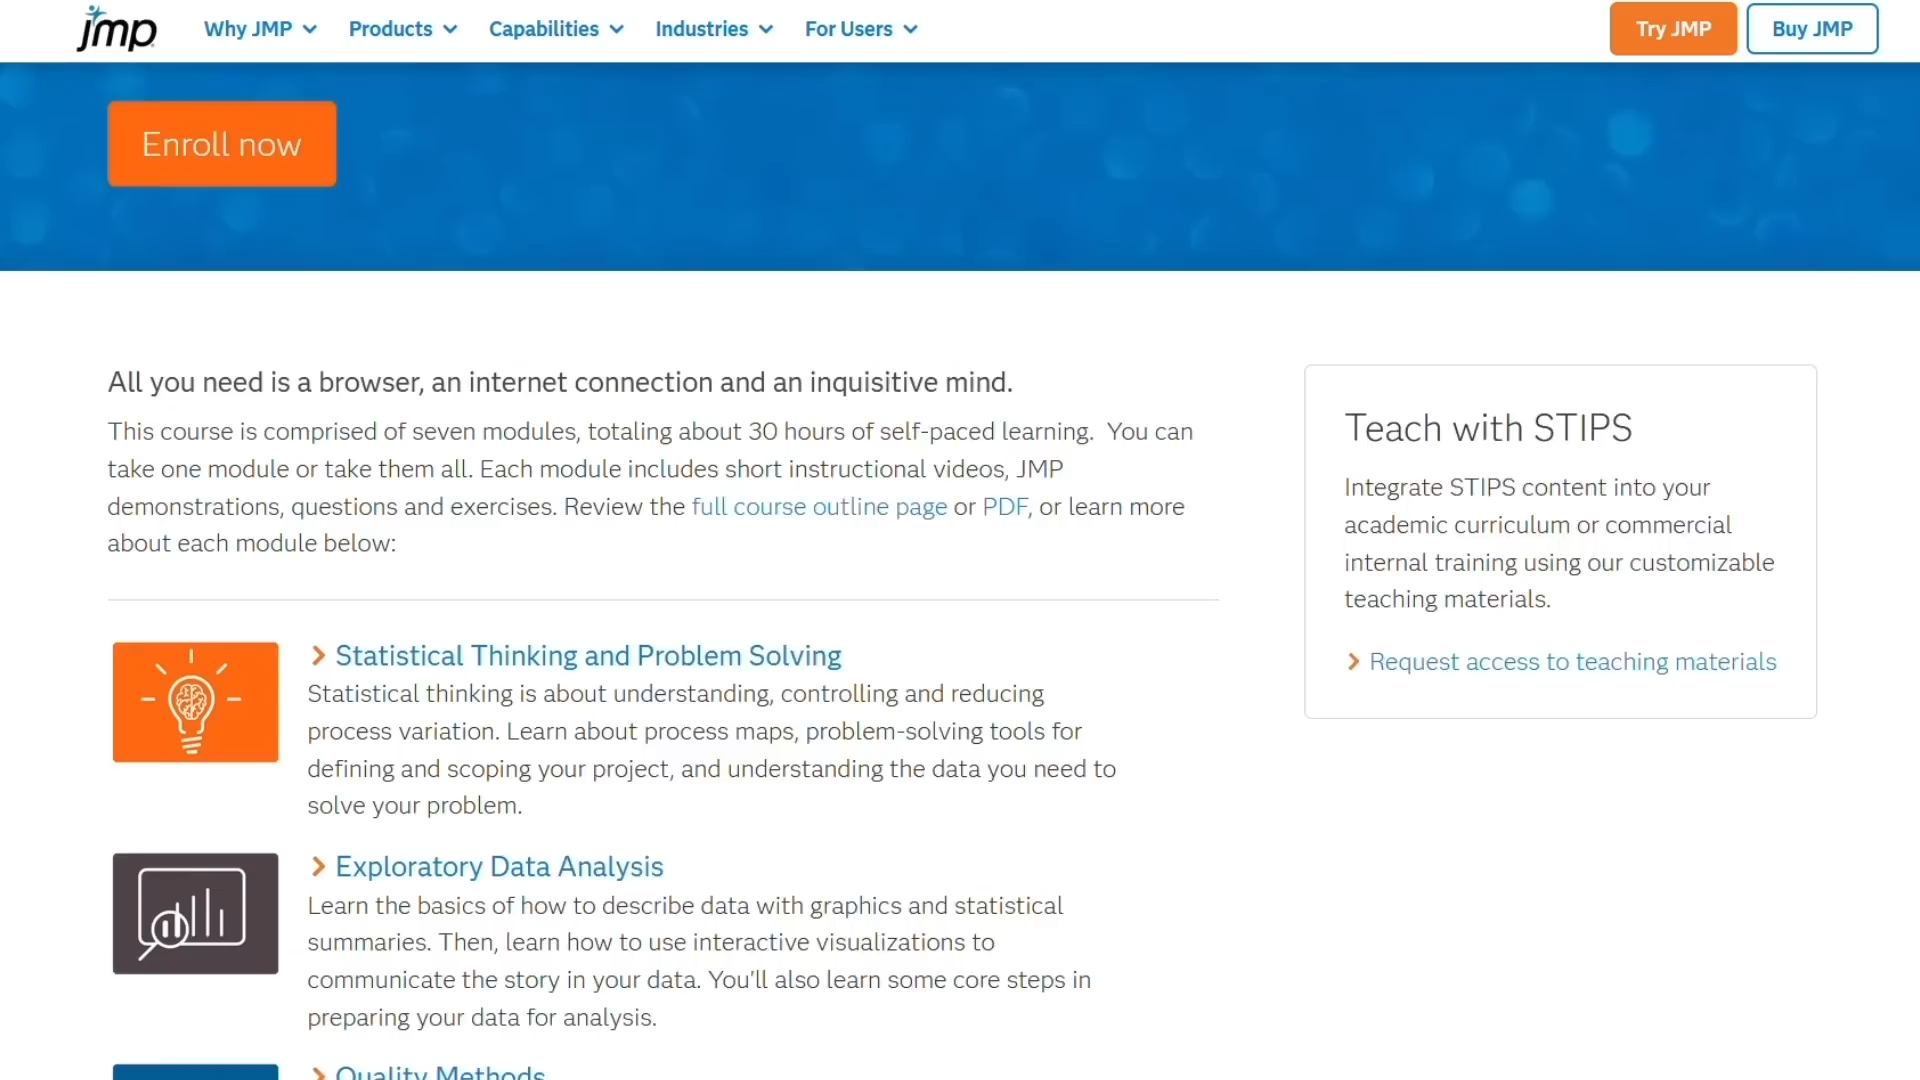 jmp
Why JMP
Products
Capabilities
Industries
For Users
Try JMP
Buy JMP
Enroll now
All you need is a browser, an internet connection and an inquisitive mind.
This course is comprised of seven modules, totaling about 30 hours of self-paced learning. You can
take one module or take them all. Each module includes short instructional videos, JMP
demonstrations, questions and exercises. Review the full course outline page or PDF, or learn more
about each module below:
Statistical Thinking and Problem Solving
Statistical thinking is about understanding, controlling and reducing
process variation. Learn about process maps, problem-solving tools for
defining and scoping your project, and understanding the data you need to
solve your problem.
Exploratory Data Analysis
Learn the basics of how to describe data with graphics and statistical
summaries. Then, learn how to use interactive visualizations to
communicate the story in your data. You'll also learn some core steps in
preparing your data for analysis.
Quality Methods
Teach with STIPS
Integrate STIPS content into your
academic curriculum or commercial
internal training using our customizable
teaching materials.
Request access to teaching materials